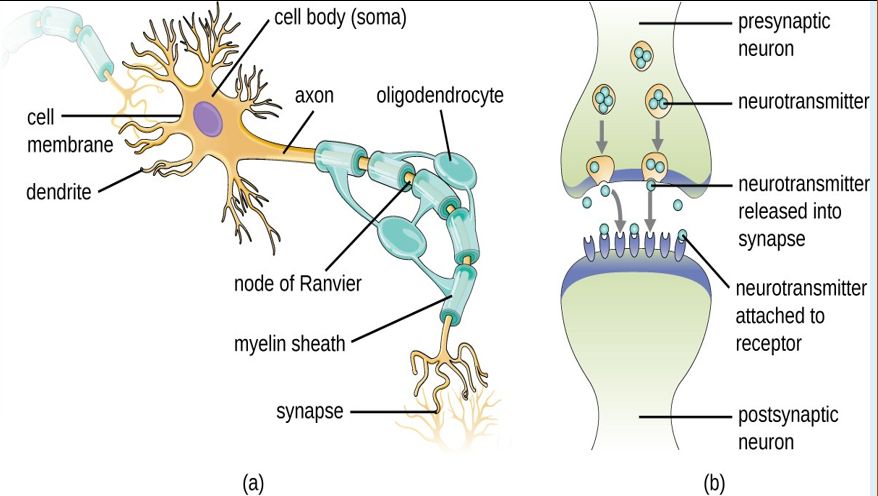 cell body (soma)
axon
oligodendrocyte
cell
membrane
dendrite
node of Ranvier
myelin sheath
synapse
(a)
presynaptic
neuron
neurotransmitter
neurotransmitter
released into
synapse
neurotransmitter
attached to
receptor
postsynaptic
neuron
(b)